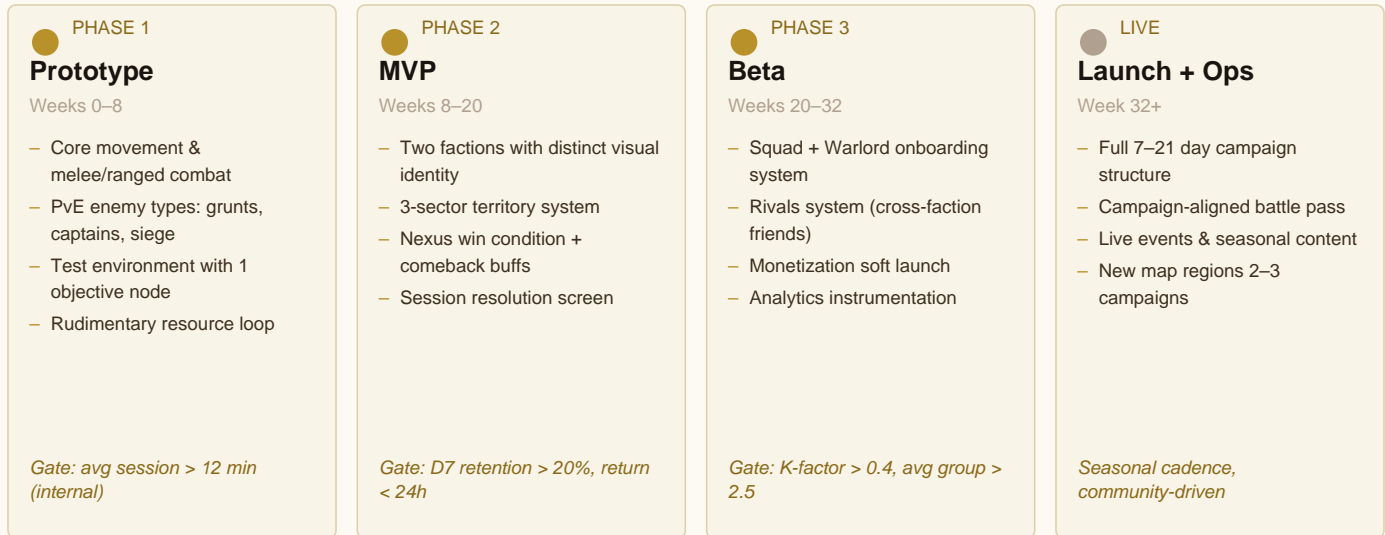 PHASE 1
Prototype
Weeks 0–8
– Core movement &
melee/ranged combat
– PvE enemy types: grunts,
captains, siege
– Test environment with 1
objective node
– Rudimentary resource loop
Gate: avg session > 12 min
(internal)
PHASE 2
MVP
Weeks 8–20
– Two factions with distinct visual
identity
– 3-sector territory system
– Nexus win condition +
comeback buffs
– Session resolution screen
Gate: D7 retention > 20%, return
< 24h
PHASE 3
Beta
Weeks 20–32
– Squad + Warlord onboarding
system
– Rivals system (cross-faction
friends)
– Monetization soft launch
– Analytics instrumentation
Gate: K-factor > 0.4, avg group >
2.5
LIVE
Launch + Ops
Week 32+
– Full 7–21 day campaign
structure
– Campaign-aligned battle pass
– Live events & seasonal content
– New map regions 2–3
campaigns
Seasonal cadence,
community-driven